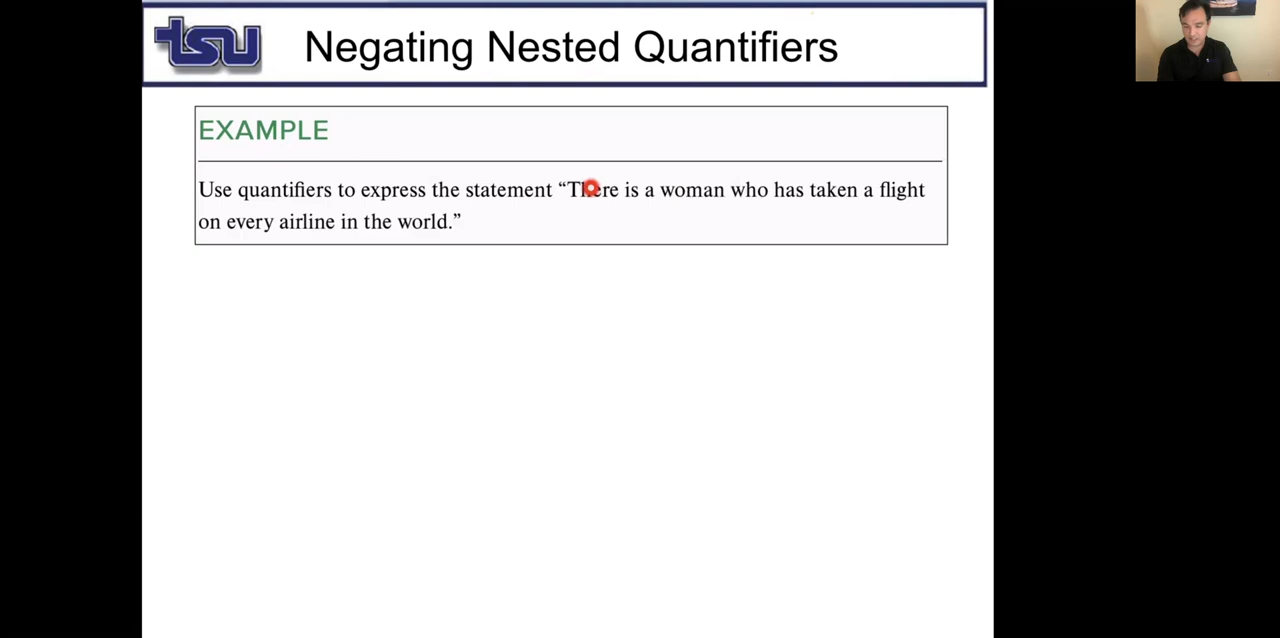 tsu
Negating Nested Quantifiers
EXAMPLE
Use quantifiers to express the statement “There is a woman who has taken a flight
on every airline in the world.”